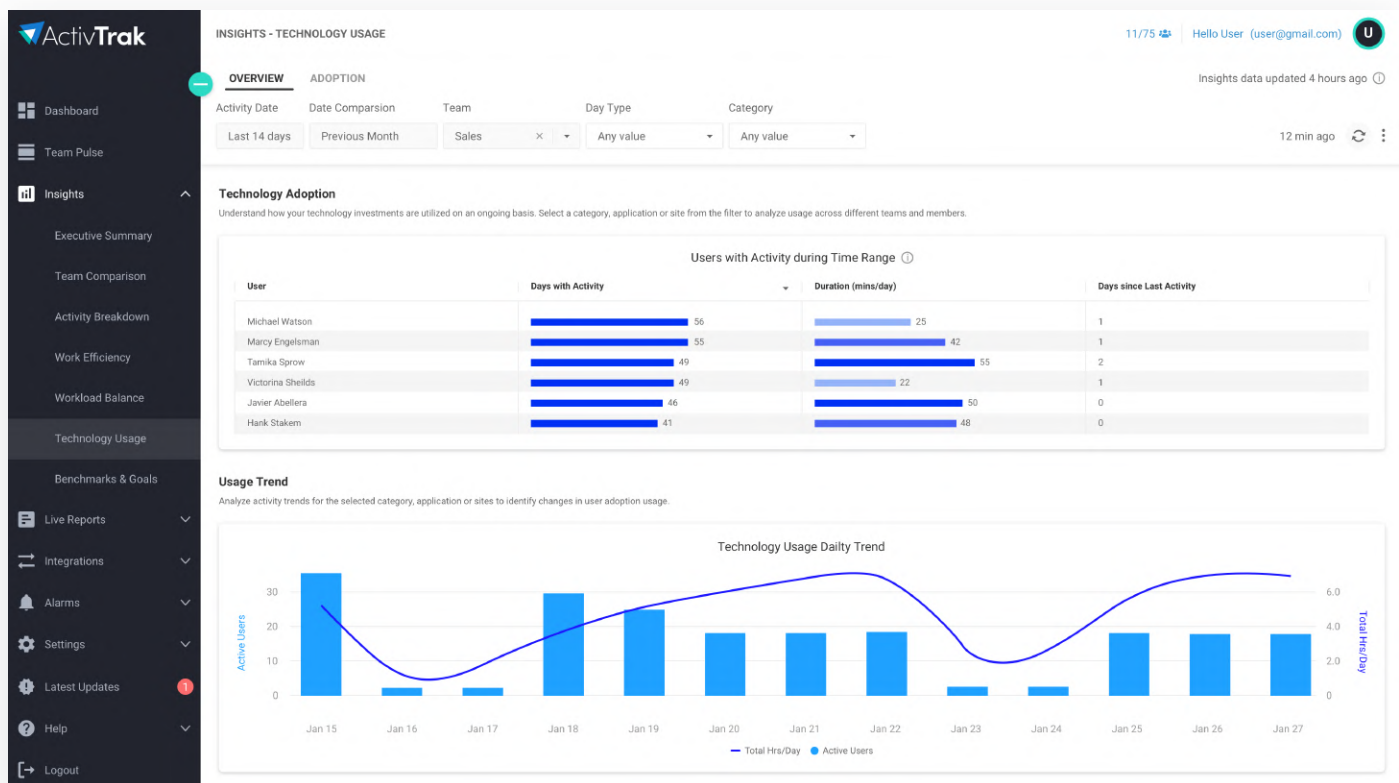 ActivTrak
Dashboard
Team Pulse
Insights
Executive Summary
Team Comparison
Activity Breakdown
Work Efficiency
Workload Balance
Technology Usage
Benchmarks & Goals
Live Reports
Integrations
Alarms
Settings
Latest Updates 1
Help
Logout
INSIGHTS - TECHNOLOGY USAGE
11/75 Hello User (user@gmail.com) U
OVERVIEW ADOPTION
Insights data updated 4 hours ago
Activity Date Date Comparsion Team Day Type Category
Last 14 days Previous Month Sales Any value Any value
12 min ago
Technology Adoption
Understand how your technology investments are utilized on an ongoing basis. Select a category, application or site from the filter to analyze usage across different teams and members.
Users with Activity during Time Range
User Days with Activity Duration (mins/day) Days since Last Activity
Michael Watson 56 25 1
Marcy Engelsman 55 42 1
Tamika Sprow 49 55 2
Victorina Sheilds 49 22 1
Javier Abellera 46 50 0
Hank Stakem 41 48 0
Usage Trend
Analyze activity trends for the selected category, application or sites to identify changes in user adoption usage.
Technology Usage Dailty Trend
Active Users
30
20
10
0
6.0
4.0
2.0
0
Total Hrs/Day
Jan 15 Jan 16 Jan 17 Jan 18 Jan 19 Jan 20 Jan 21 Jan 22 Jan 23 Jan 24 Jan 25 Jan 26 Jan 27
Total Hrs/Day Active Users